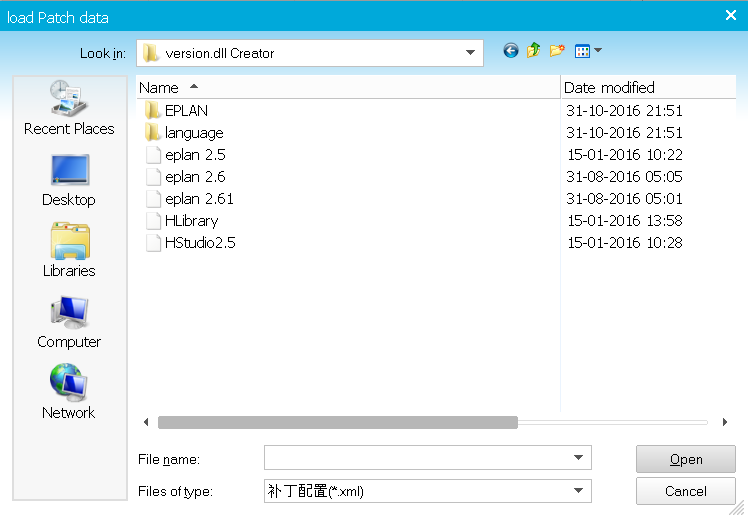 load Patch data
Look in: version.dll Creator
Recent Places
Desktop
Libraries
Computer
Network
Name Date modified
EPLAN 31-10-2016 21:51
language 31-10-2016 21:51
eplan 2.5 15-01-2016 10:22
eplan 2.6 31-08-2016 05:05
eplan 2.61 31-08-2016 05:01
HLibrary 15-01-2016 13:58
HStudio2.5 15-01-2016 10:28
File name: Open
Files of type: 补丁配置(*.xml) Cancel